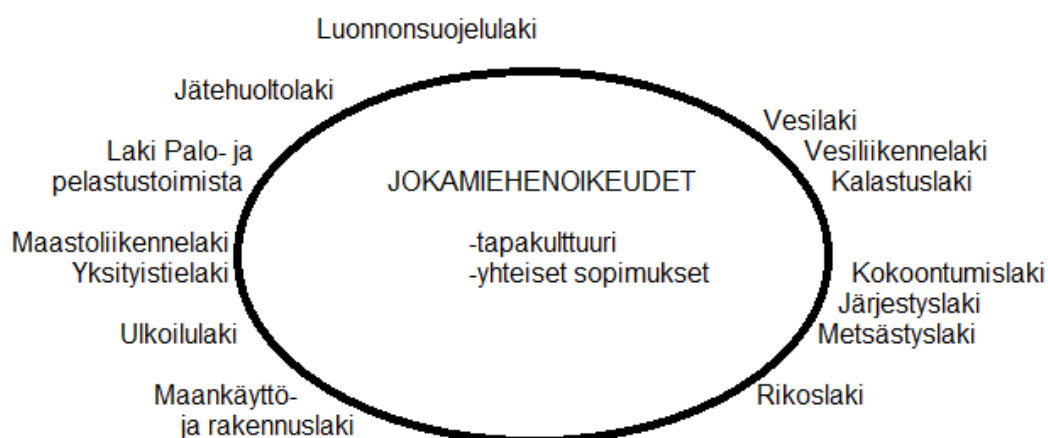 Luonnonsuojelulaki
Jätehuoltolaki
Laki Palo- ja
pelastustoimista
Maastoliikennelaki
Yksityistielaki
Ulkoilulaki
Maankäyttö-
ja rakennuslaki
JOKAMIEHENOIKEUDET
-tapakulttuuri
-yhteiset sopimukset
Vesilaki
Vesiliikennelaki
Kalastuslaki
Kokoontumislaki
Järjestyslaki
Metsästyslaki
Rikoslaki